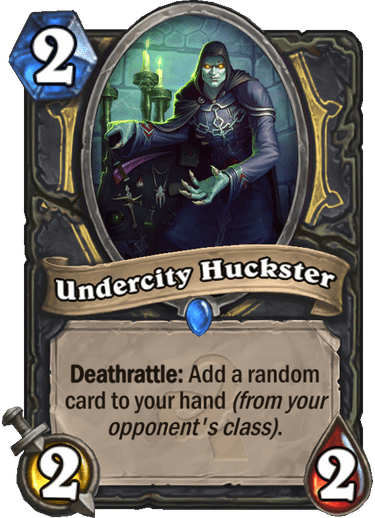 2
Undercity Huckster
Deathrattle: Add a random
card to your hand (from your
opponent's class).
2
2